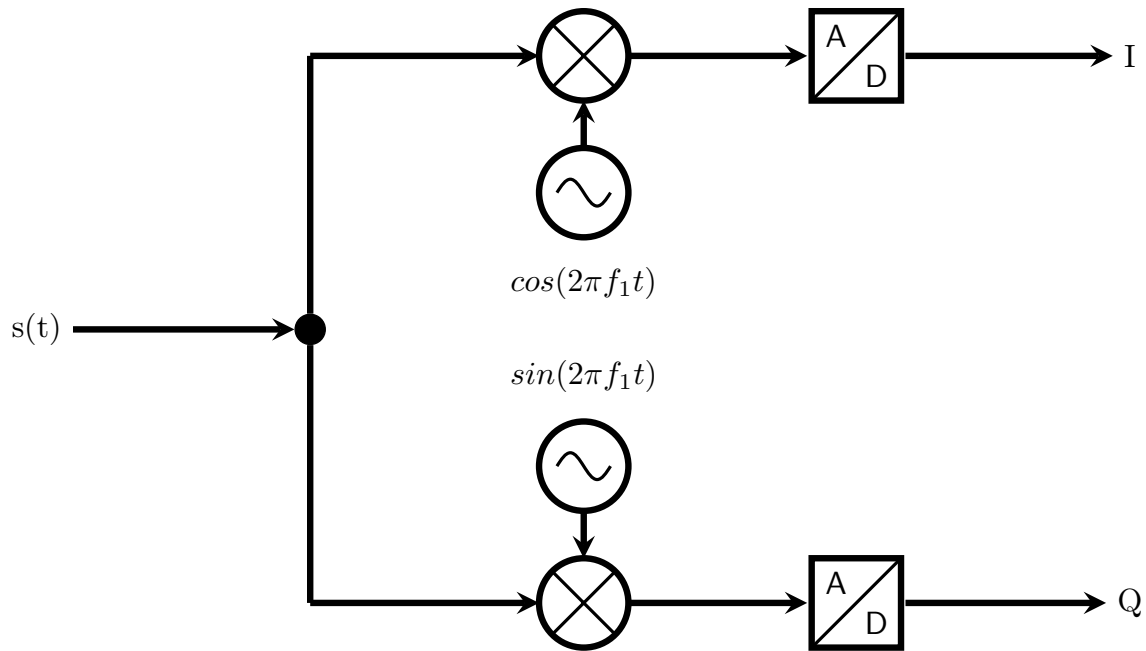 A
D
I
cos(2πf₁t)
s(t)
sin(2πf₁t)
A
D
Q